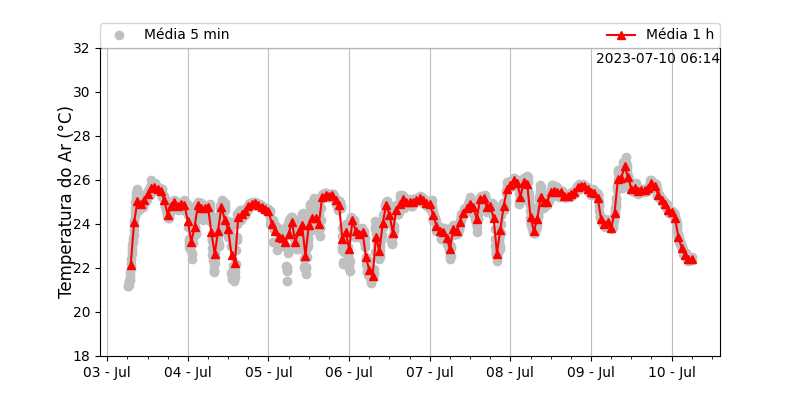 Média 5 min
Média 1 h
2023-07-10 06:14
Temperatura do Ar (°C)
32
30
28
26
24
22
20
18
03 - Jul
04 - Jul
05 - Jul
06 - Jul
07 - Jul
08 - Jul
09 - Jul
10 - Jul